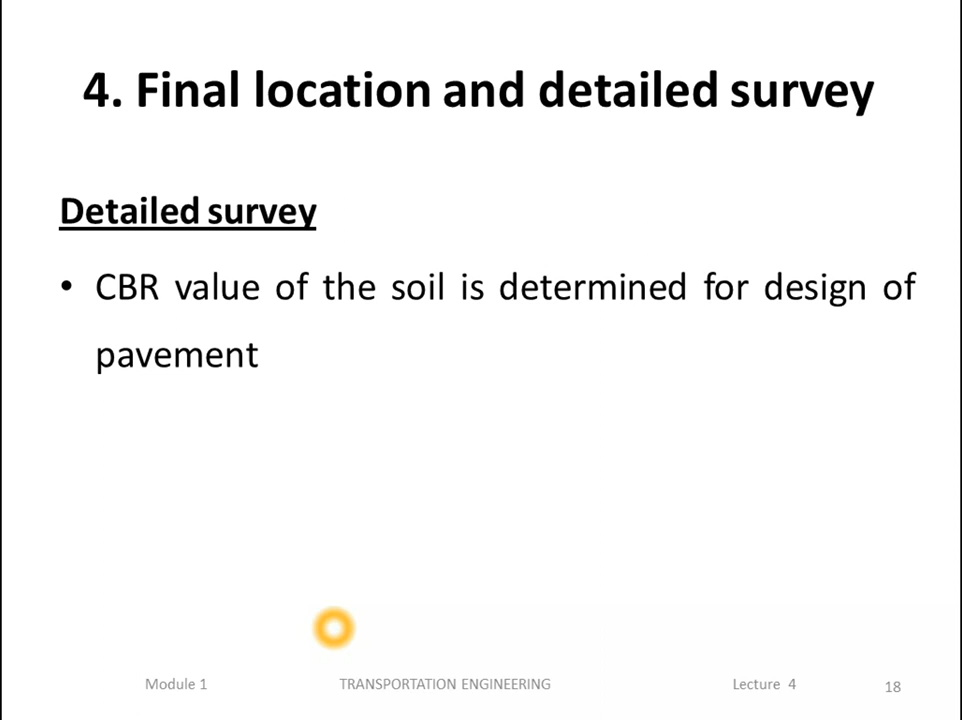 4. Final location and detailed survey
Detailed survey
• CBR value of the soil is determined for design of
pavement
Module 1 TRANSPORTATION ENGINEERING Lecture 4 18